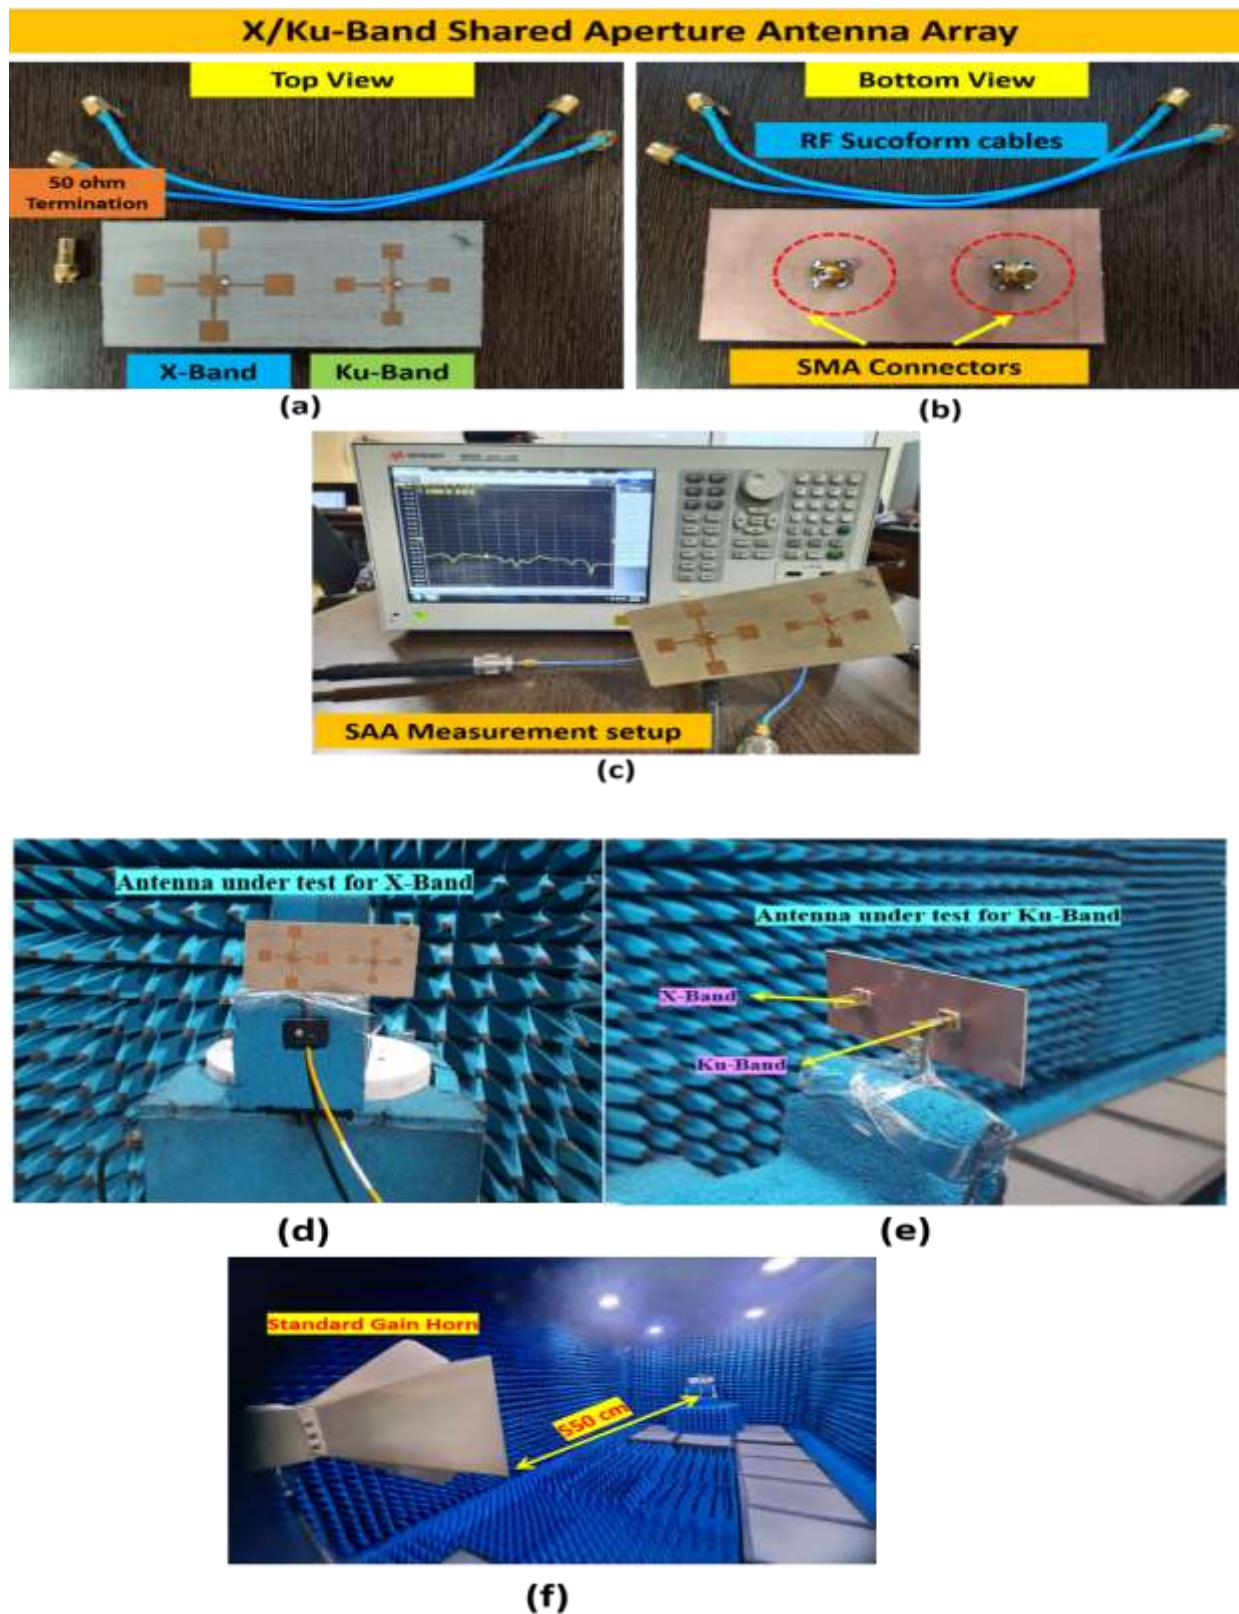 X/Ku-Band Shared Aperture Antenna Array
Top View
50 ohm
Termination
X-Band
Ku-Band
(a)
Bottom View
RF Sucoform cables
SMA Connectors
(b)
SAA Measurement setup
(c)
Antenna under test for X-Band
(d)
Antenna under test for Ku-Band
X-Band
Ku-Band
(e)
Standard Gain Horn
550 cm
(f)